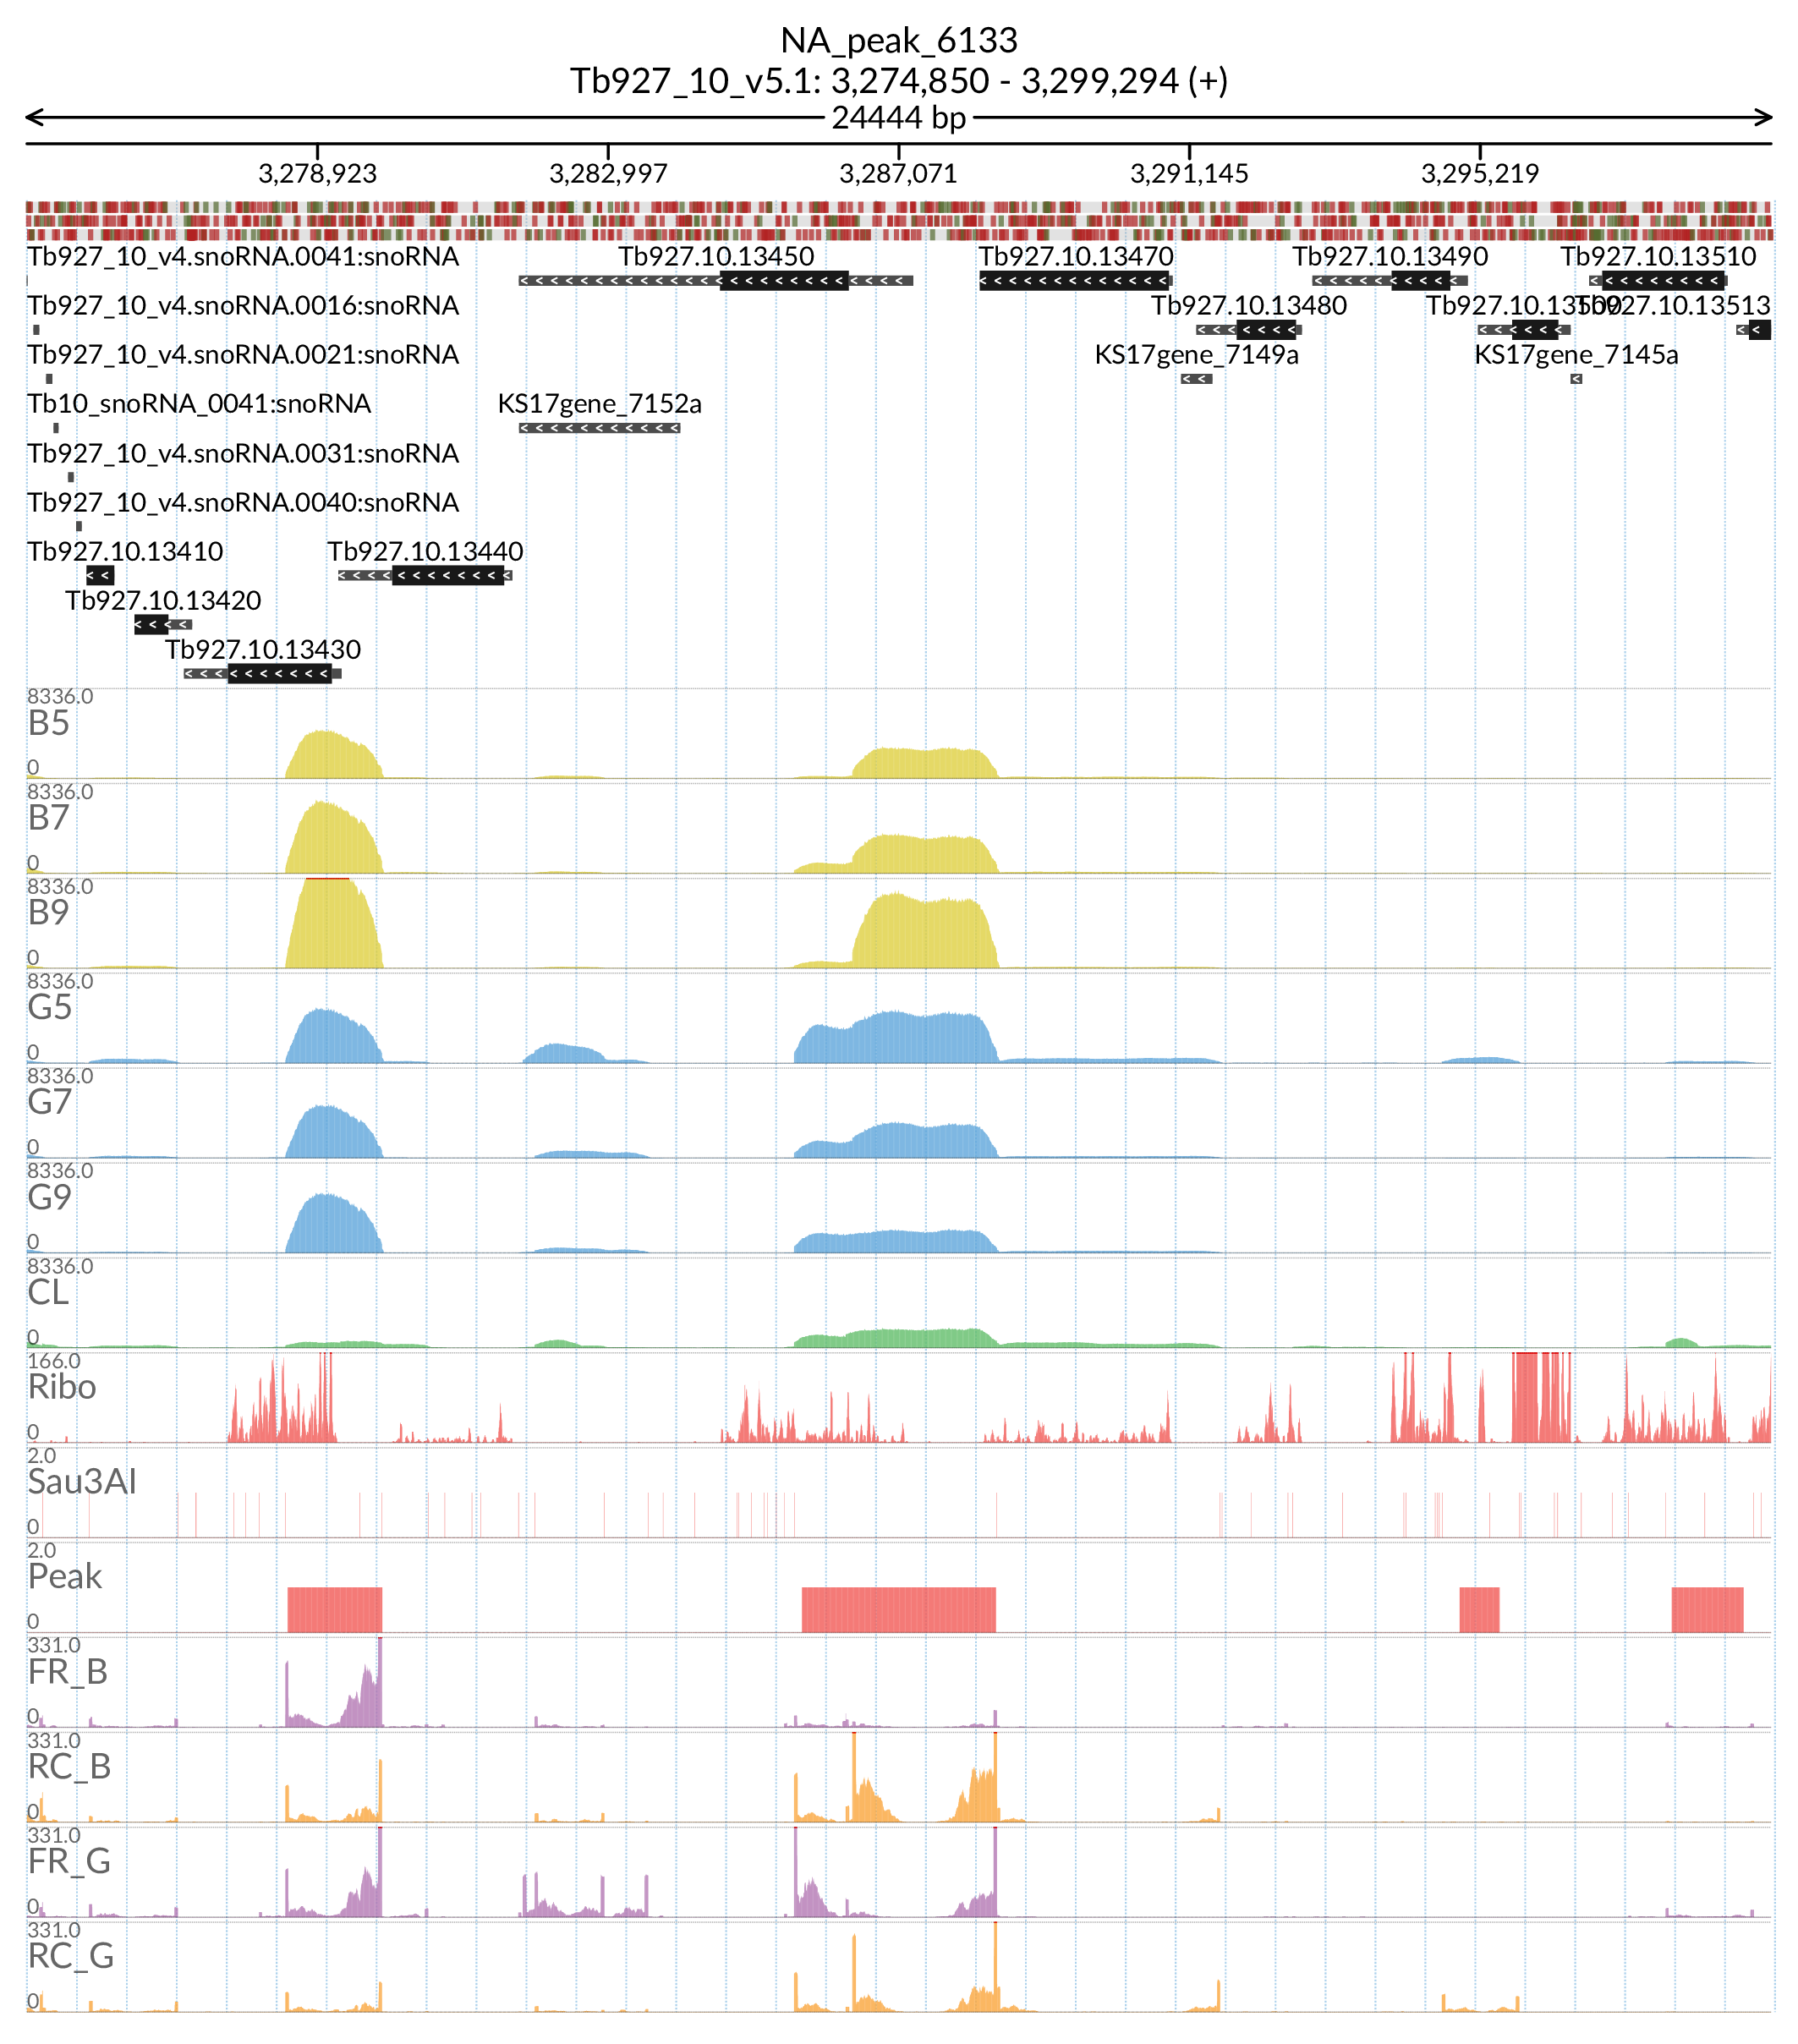 NA_peak_6133
Tb927_10_v5.1: 3,274,850 - 3,299,294 (+)
24444 bp
3,278,923 3,282,997 3,287,071 3,291,145 3,295,219
Tb927_10_v4.snoRNA.0041:snoRNA Tb927.10.13450 Tb927.10.13470 Tb927.10.13490 Tb927.10.13510
Tb927_10_v4.snoRNA.0016:snoRNA Tb927.10.13480 Tb927.10.13500 Tb927.10.13513
Tb927_10_v4.snoRNA.0021:snoRNA KS17gene_7149a KS17gene_7145a
Tb10_snoRNA_0041:snoRNA KS17gene_7152a
Tb927_10_v4.snoRNA.0031:snoRNA
Tb927_10_v4.snoRNA.0040:snoRNA
Tb927.10.13410 Tb927.10.13440
Tb927.10.13420
Tb927.10.13430
8336.0
B5
0
8336.0
B7
0
8336.0
B9
0
8336.0
G5
0
8336.0
G7
0
8336.0
G9
0
8336.0
CL
0
166.0
Ribo
0
2.0
Sau3AI
0
2.0
Peak
0
331.0
FR_B
0
331.0
RC_B
0
331.0
FR_G
0
331.0
RC_G
0